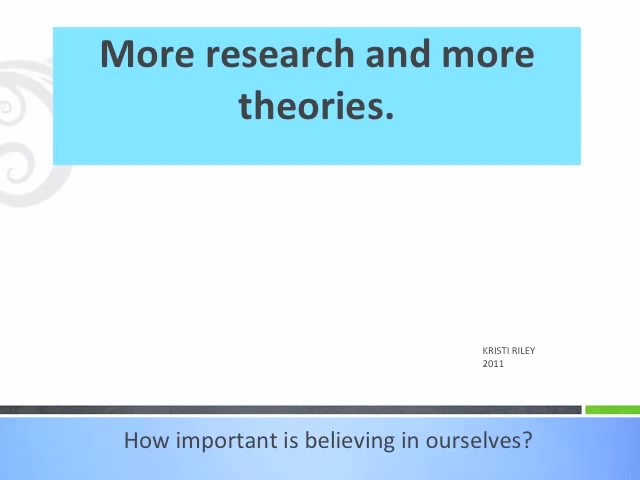 More research and more
theories.
KRISTI RILEY
2011
How important is believing in ourselves?